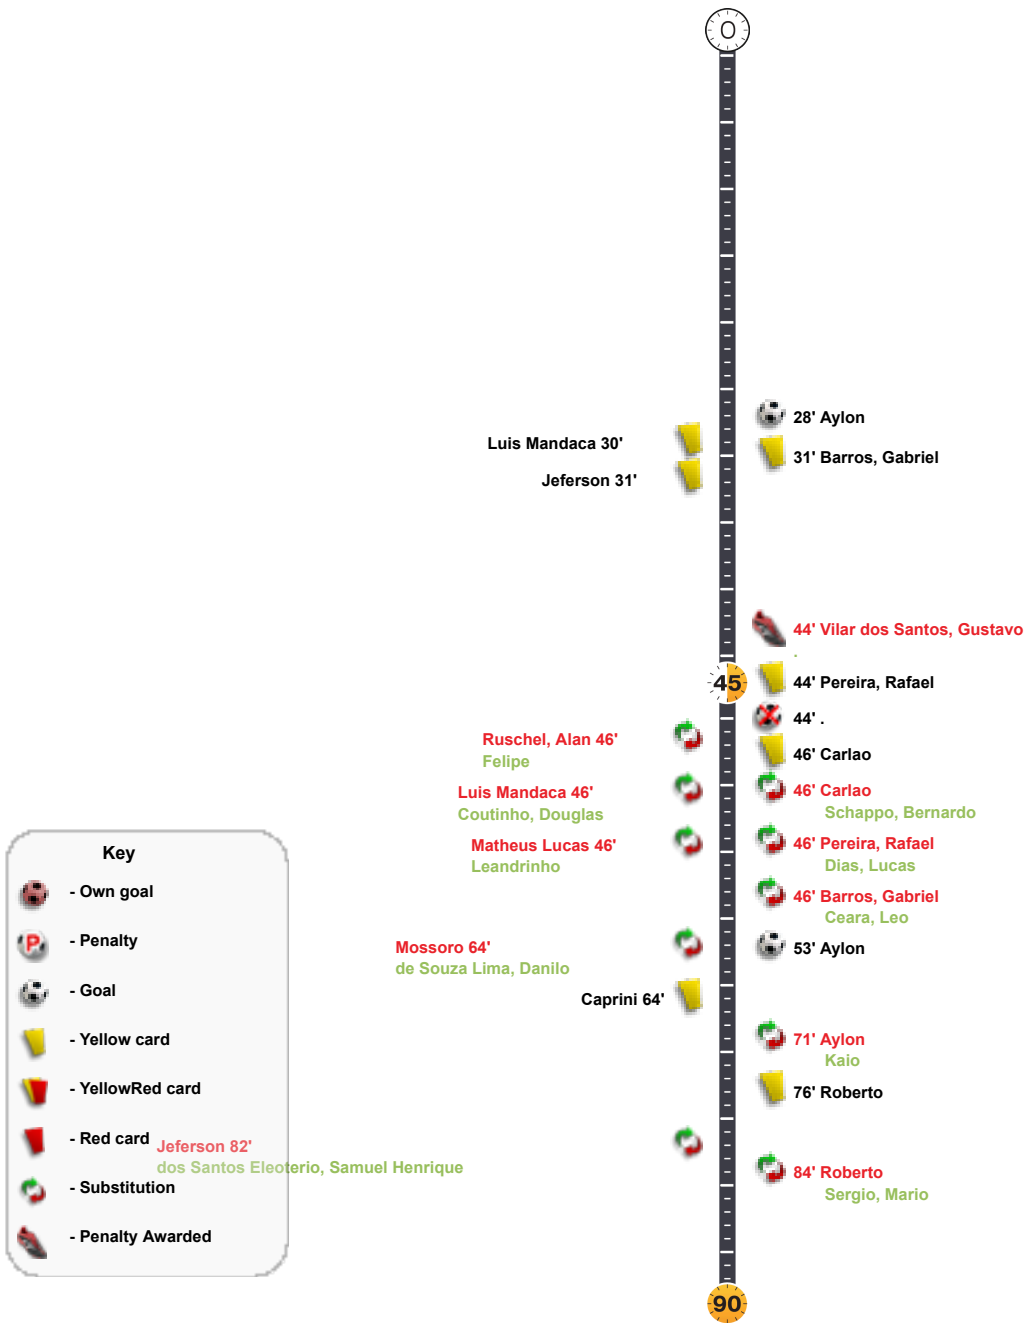 0
28' Aylon
Luis Mandaca 30'
31' Barros, Gabriel
Jeferson 31'
44' Vilar dos Santos, Gustavo
.
45
44' Pereira, Rafael
44' .
Ruschel, Alan 46'
Felipe
46' Carlao
Luis Mandaca 46'
Coutinho, Douglas
46' Carlao
Schappo, Bernardo
Matheus Lucas 46'
Leandrinho
46' Pereira, Rafael
Dias, Lucas
46' Barros, Gabriel
Ceara, Leo
Mossoro 64'
de Souza Lima, Danilo
53' Aylon
Caprini 64'
71' Aylon
Kaio
76' Roberto
Jeferson 82'
dos Santos Eleoterio, Samuel Henrique
84' Roberto
Sergio, Mario
90
Key
- Own goal
P
- Penalty
- Goal
- Yellow card
- YellowRed card
- Red card
- Substitution
- Penalty Awarded